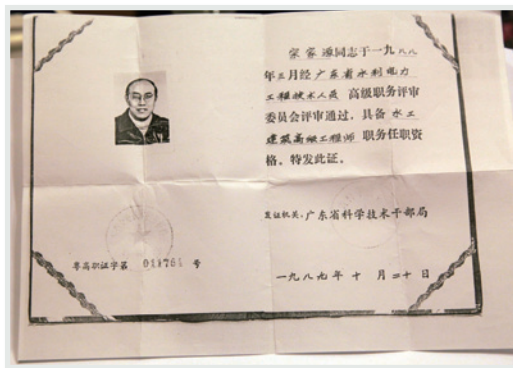 宋家源同志于一九八八
年三月经广东省水利电力
工程技术人员 高级职务评审
委员会评审通过，具备水工
建筑高级工程师 职务任职资
格。特发此证。
发证机关：广东省科学技术干部局
粤高职证字第 011761 号
一九八九年十月二十日